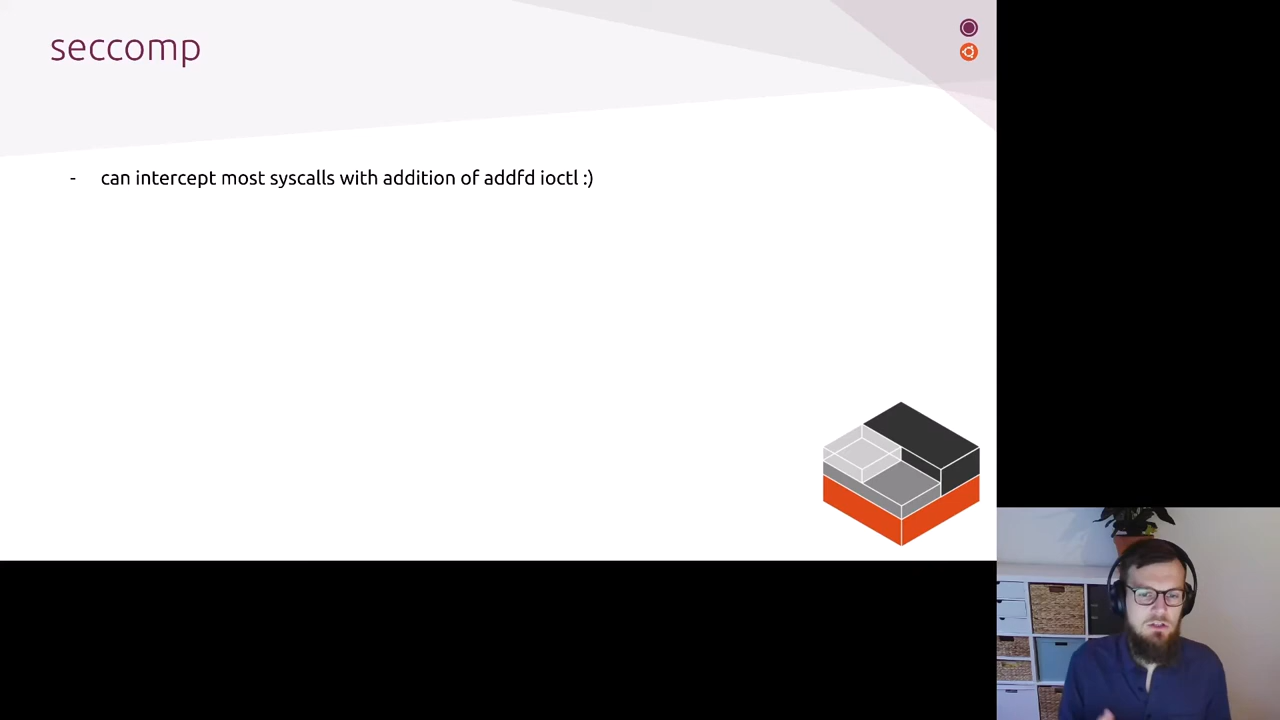 seccomp
- can intercept most syscalls with addition of addfd ioctl :)